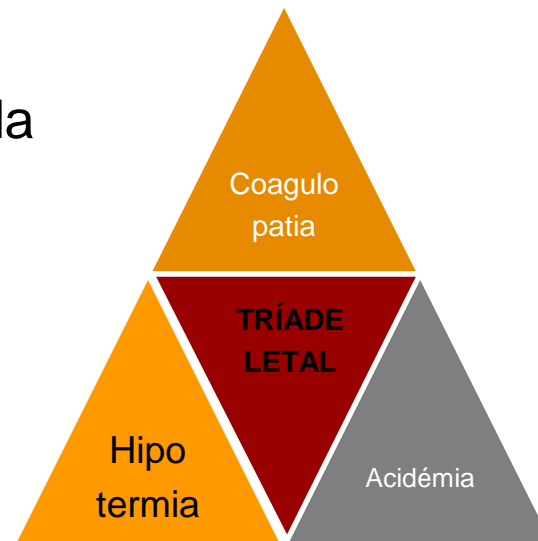 la
Coagulo
patia
TRÍADE
LETAL
Hipo
termia
Acidémia